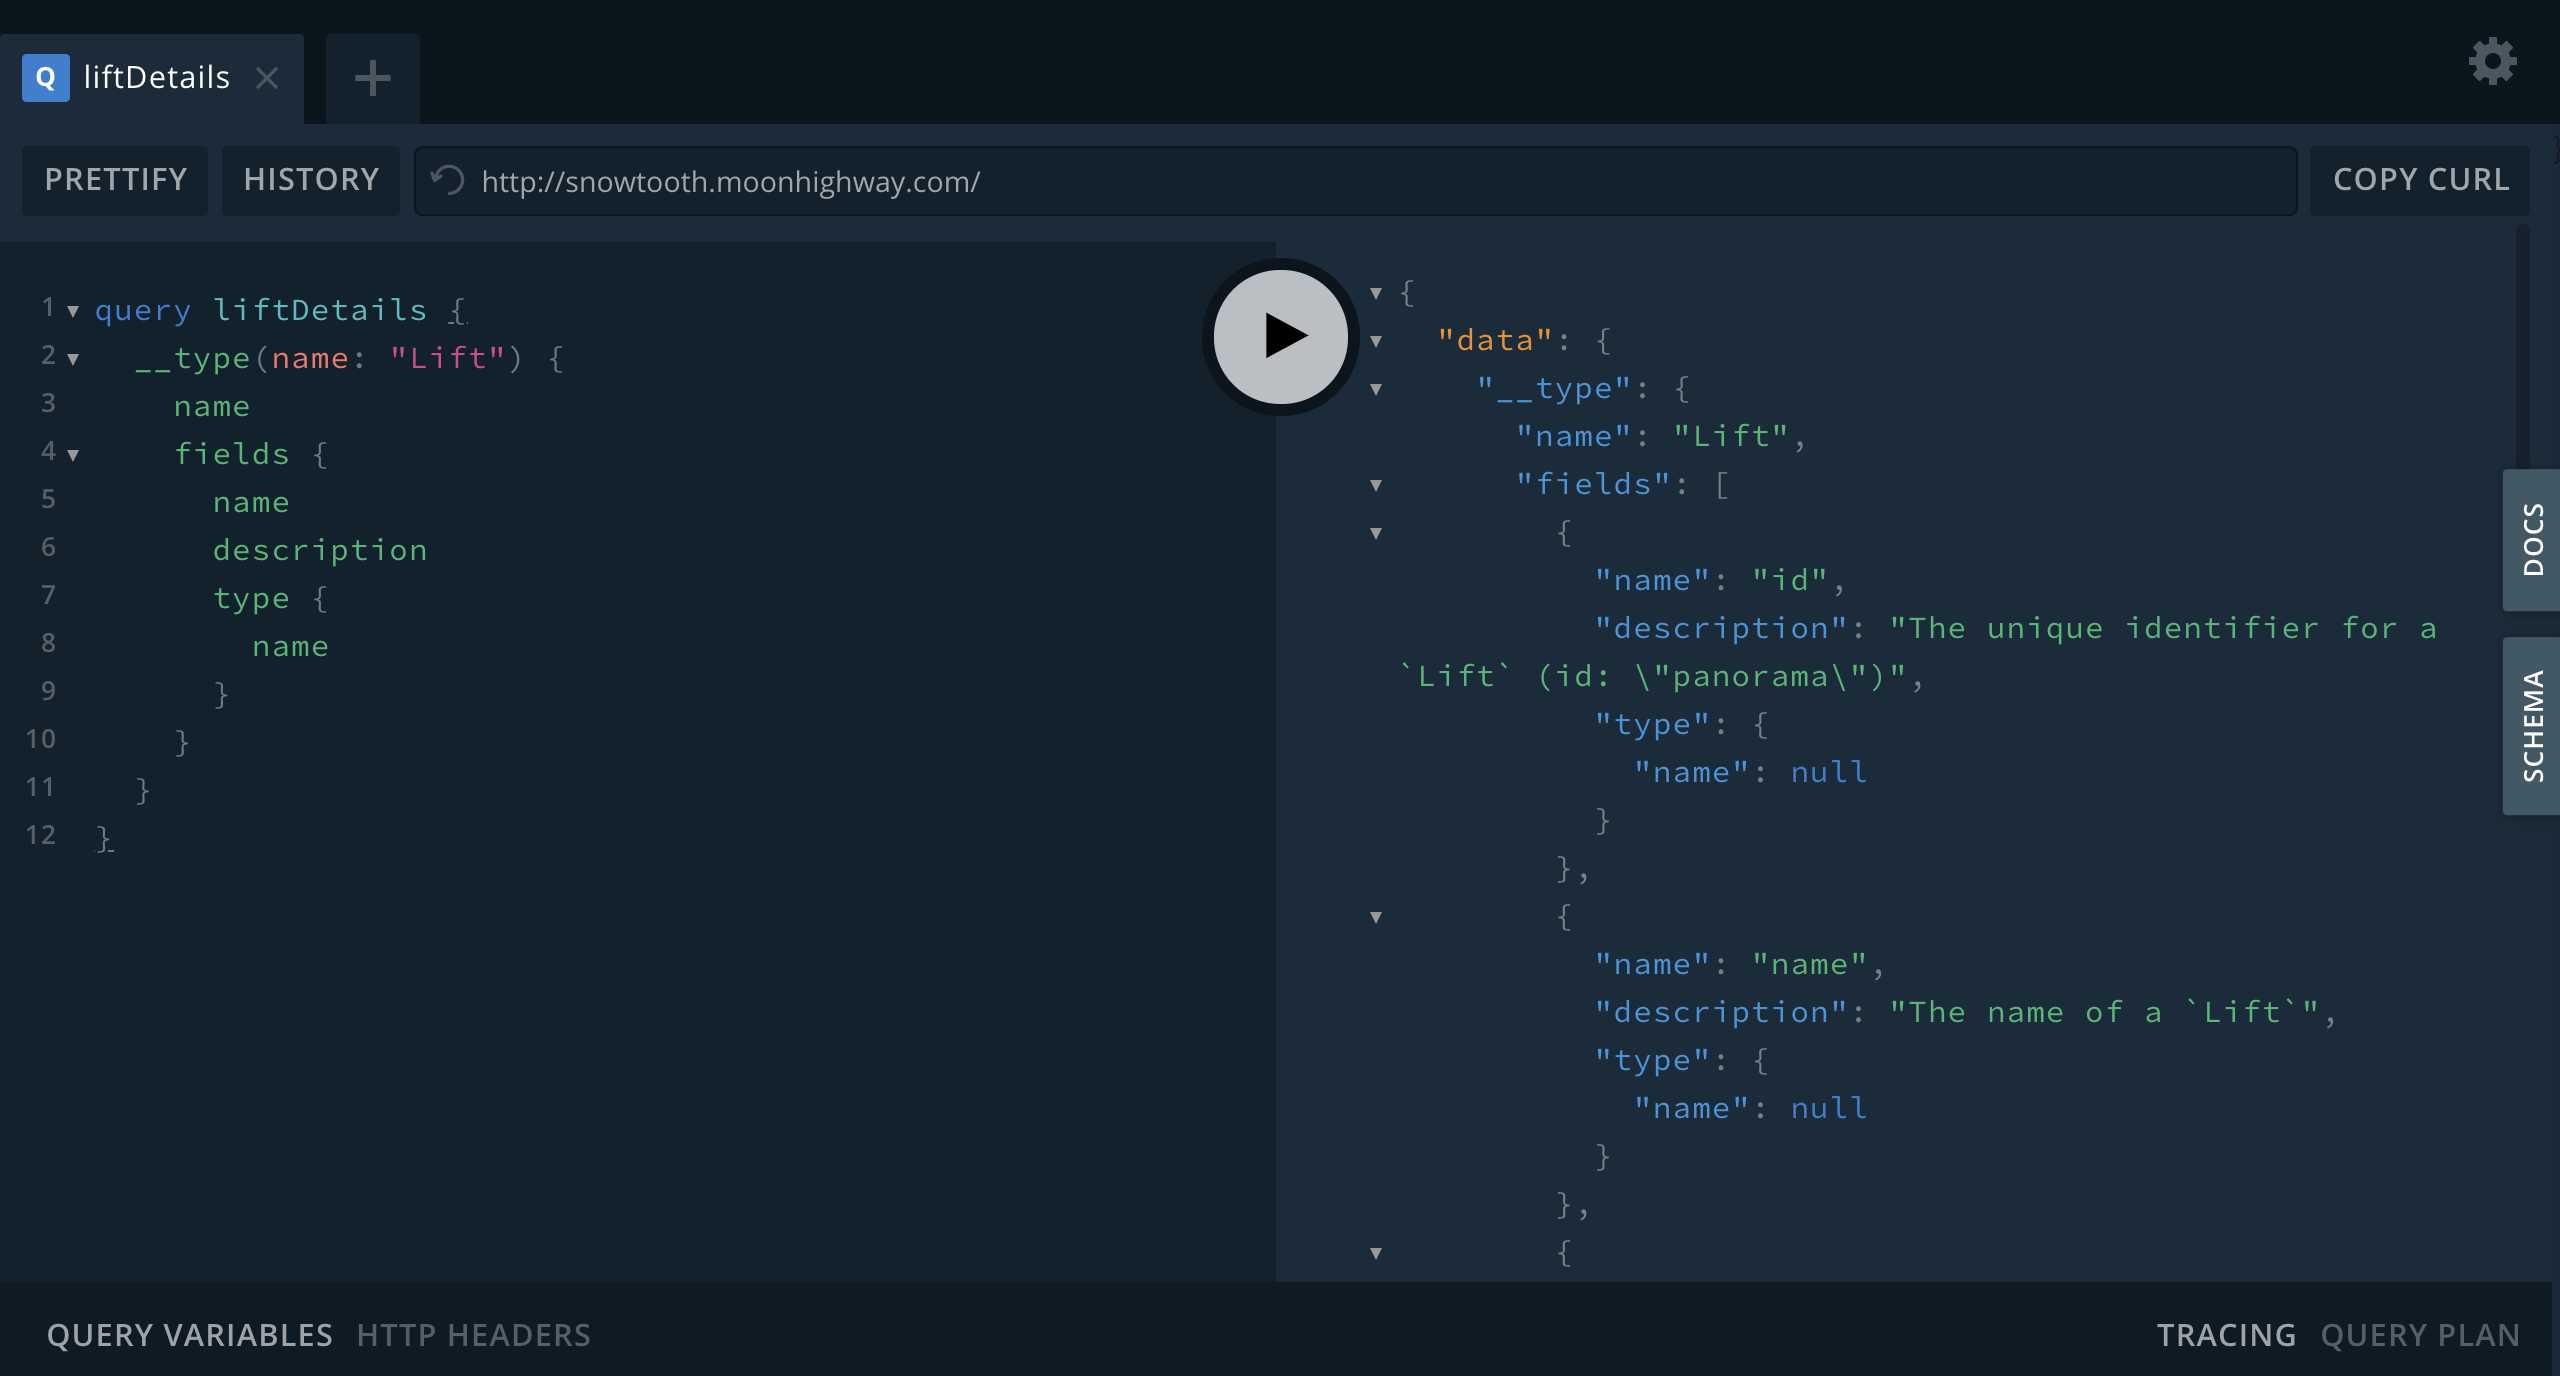 Q liftDetails
PRETTIFY HISTORY http://snowtooth.moonhighway.com/ COPY CURL
1 query liftDetails {
2   __type(name: "Lift") {
3     name
4     fields {
5       name
6       description
7       type {
8         name
9       }
10     }
11   }
12 }
{
  "data": {
    "__type": {
      "name": "Lift",
      "fields": [
        {
          "name": "id",
          "description": "The unique identifier for a
`Lift` (id: \"panorama\")",
          "type": {
            "name": null
          }
        },
        {
          "name": "name",
          "description": "The name of a `Lift`",
          "type": {
            "name": null
          }
        },
        {
DOCS
SCHEMA
QUERY VARIABLES HTTP HEADERS TRACING QUERY PLAN